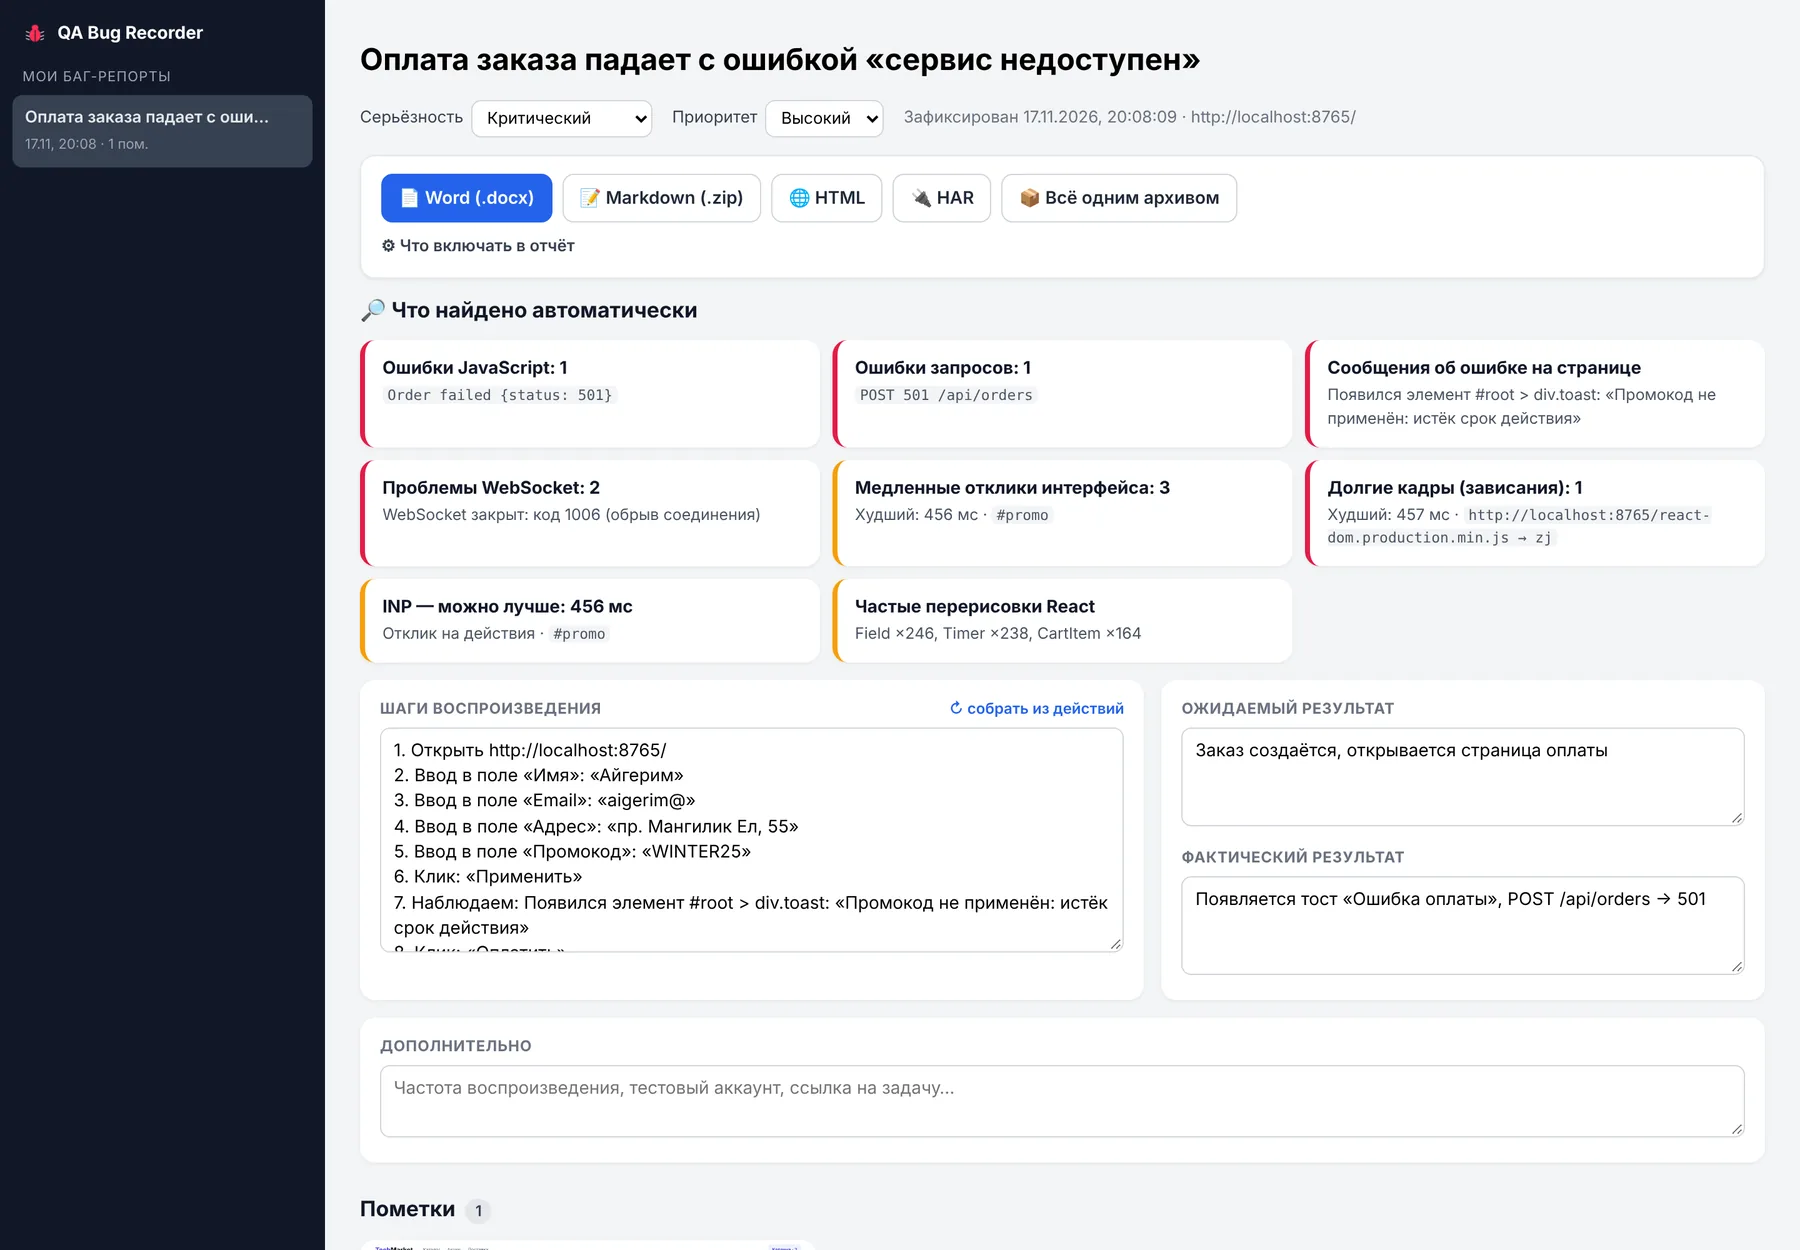 QA Bug Recorder
МОИ БАГ-РЕПОРТЫ
Оплата заказа падает с оши...
17.11, 20:08 · 1 пом.
Оплата заказа падает с ошибкой «сервис недоступен»
Серьёзность Критический Приоритет Высокий Зафиксирован 17.11.2026, 20:08:09 · http://localhost:8765/
Word (.docx) Markdown (.zip) HTML HAR Всё одним архивом
Что включать в отчёт
Что найдено автоматически
Ошибки JavaScript: 1
Order failed {status: 501}
Ошибки запросов: 1
POST 501 /api/orders
Сообщения об ошибке на странице
Появился элемент #root > div.toast: «Промокод не
применён: истёк срок действия»
Проблемы WebSocket: 2
WebSocket закрыт: код 1006 (обрыв соединения)
Медленные отклики интерфейса: 3
Худший: 456 мс · #promo
Долгие кадры (зависания): 1
Худший: 457 мс · http://localhost:8765/react-
dom.production.min.js → zj
INP — можно лучше: 456 мс
Отклик на действия · #promo
Частые перерисовки React
Field ×246, Timer ×238, CartItem ×164
ШАГИ ВОСПРОИЗВЕДЕНИЯ
↻ собрать из действий
1. Открыть http://localhost:8765/
2. Ввод в поле «Имя»: «Айгерим»
3. Ввод в поле «Email»: «aigerim@»
4. Ввод в поле «Адрес»: «пр. Мангилик Ел, 55»
5. Ввод в поле «Промокод»: «WINTER25»
6. Клик: «Применить»
7. Наблюдаем: Появился элемент #root > div.toast: «Промокод не применён: истёк
срок действия»
8. Клик: «Оплатить»
ОЖИДАЕМЫЙ РЕЗУЛЬТАТ
Заказ создаётся, открывается страница оплаты
ФАКТИЧЕСКИЙ РЕЗУЛЬТАТ
Появляется тост «Ошибка оплаты», POST /api/orders → 501
ДОПОЛНИТЕЛЬНО
Частота воспроизведения, тестовый аккаунт, ссылка на задачу...
Пометки 1
TechMarket